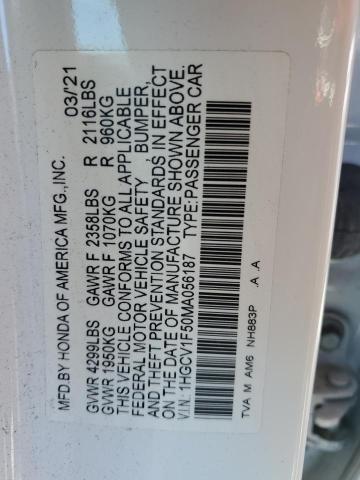 MFD.BY HONDA OF AMERICA MFG.,INC. 03/'21
GVWR 4299LBS GAWR F 2358LBS R 2116LBS
GVWR 1950KG GAWR F 1070KG R 960KG
THIS VEHICLE CONFORMS TO ALL APPLICABLE
FEDERAL MOTOR VEHICLE SAFETY, BUMPER,
AND THEFT PREVENTION STANDARDS IN EFFECT
ON THE DATE OF MANUFACTURE SHOWN ABOVE.
V.I.N.: 1HGCV1F50MA056187 TYPE:PASSENGER CAR
TVA M AM6 NH883P A A